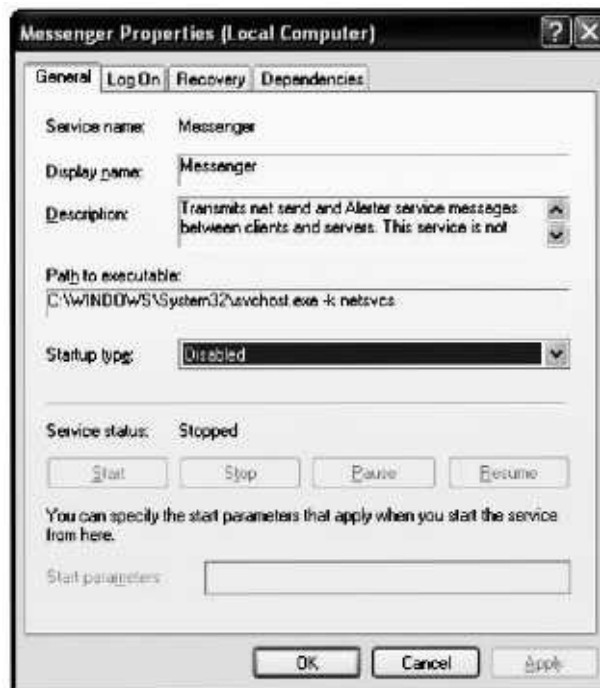 Messenger Properties (Local Computer)
General Log On Recovery Dependencies
Service name: Messenger
Display name: Messenger
Description: Transmits net send and Alerter service messages
between clients and servers. This service is not
Path to executable:
C:\WINDOWS\System32\svchost.exe -k netsvcs
Startup type: Disabled
Service status: Stopped
Start Stop Pause Resume
You can specify the start parameters that apply when you start the service
from here.
Start parameters
OK Cancel Apply